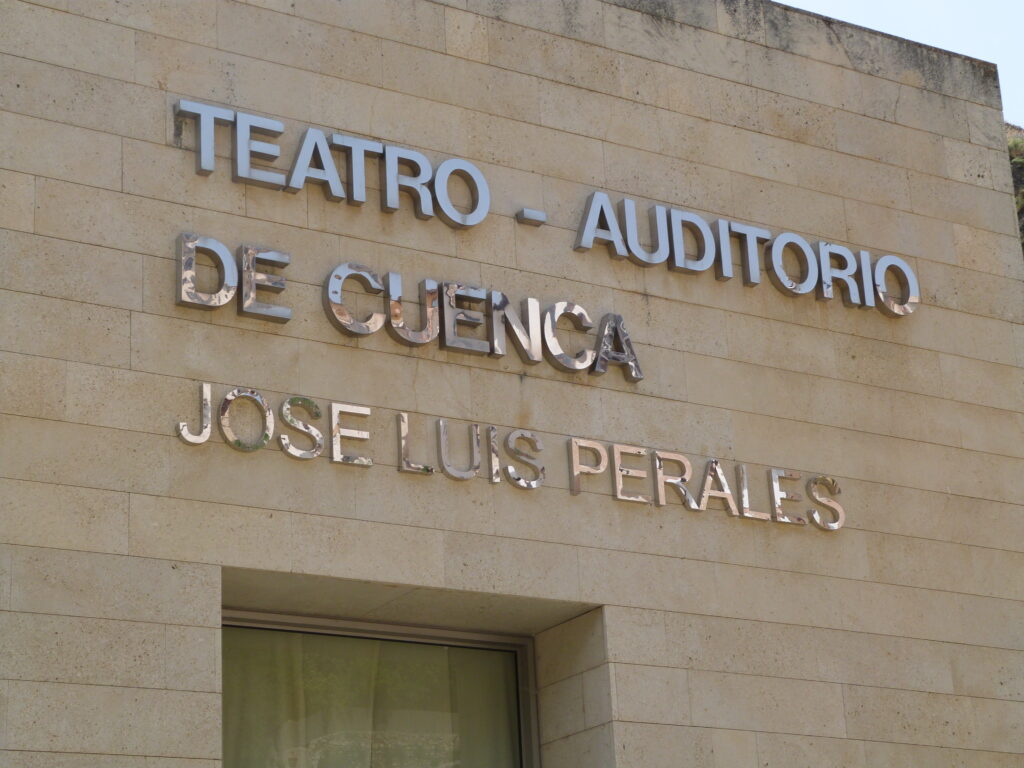 TEATRO - AUDITORIO
DE CUENCA
JOSE LUIS PERALES